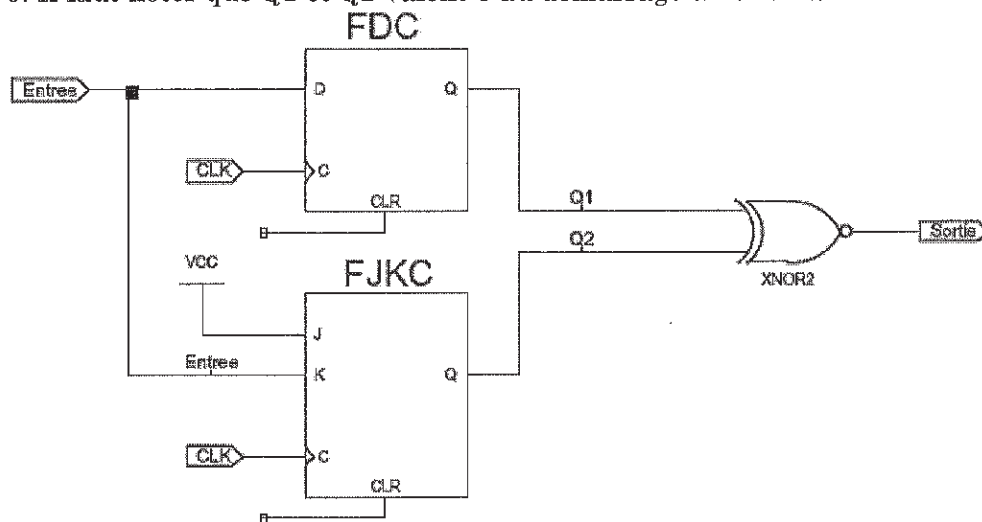 FDC
Entree
D
Q
CLK
C
CLR
Q1
Q2
Sortie
XNOR2
VCC
FJKC
J
Entree
K
Q
CLK
C
CLR